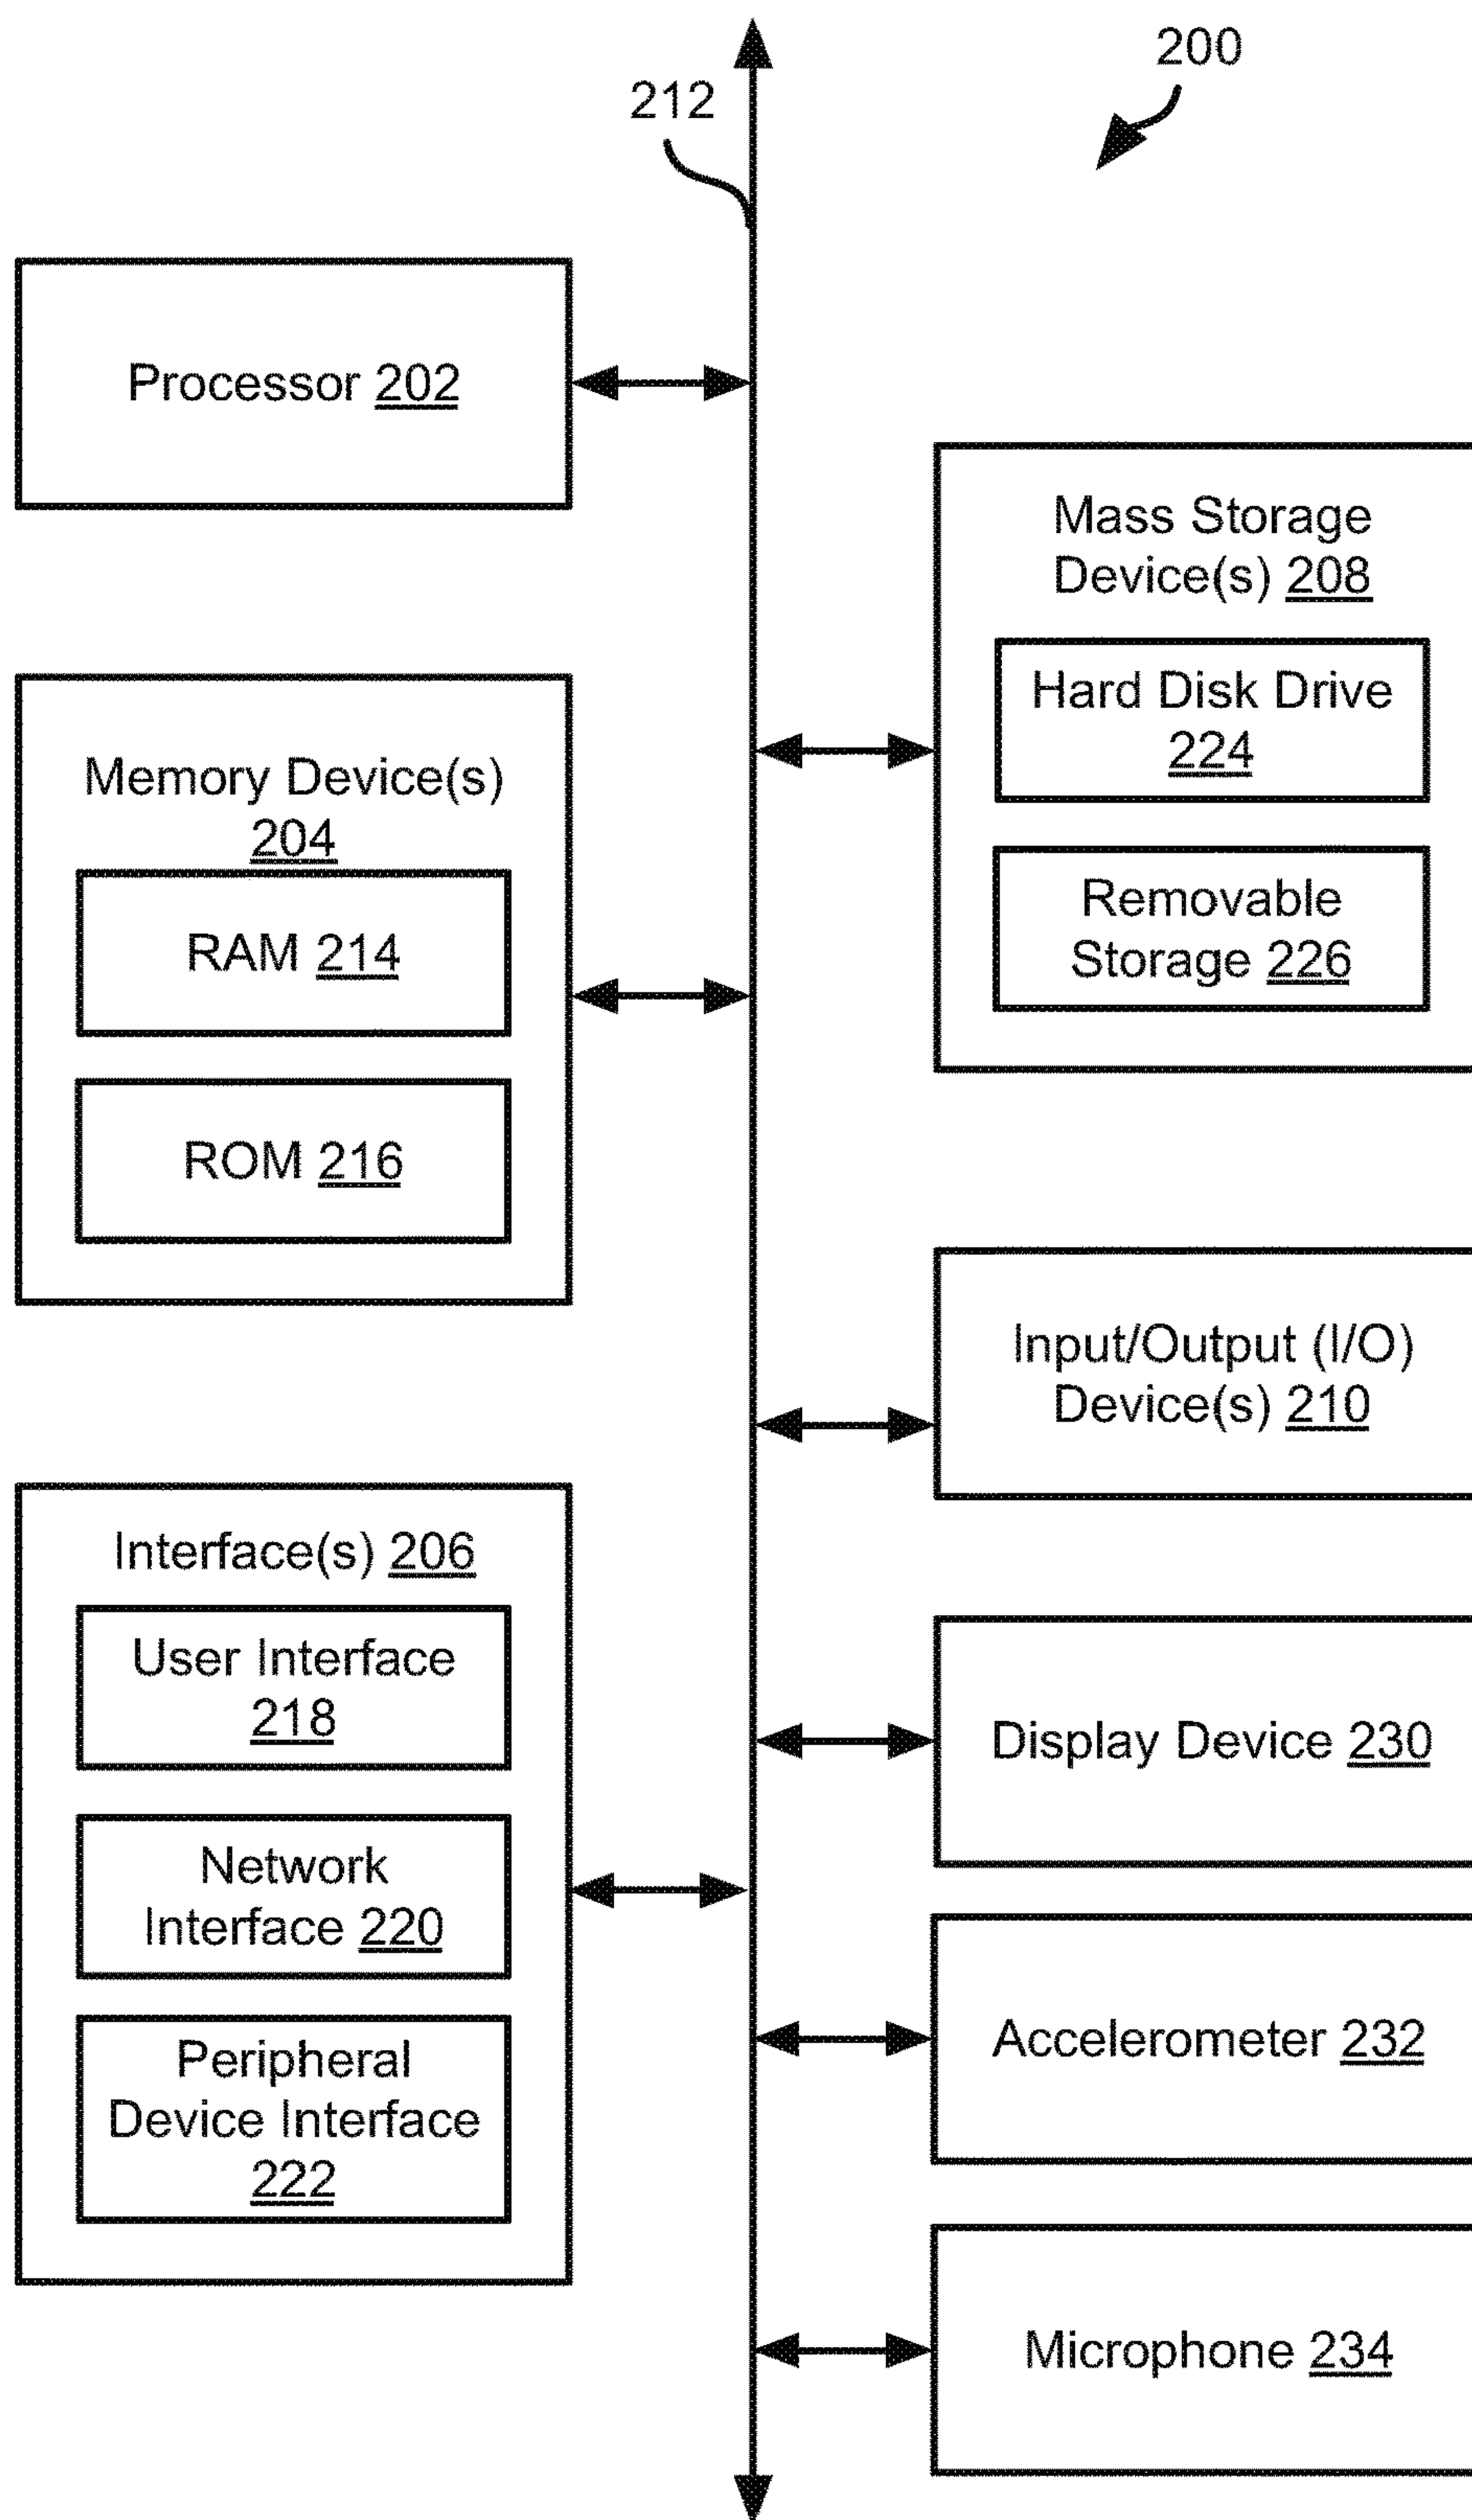 200
212
Processor 202
Mass Storage
Device(s) 208
Hard Disk Drive
224
Removable
Storage 226
Memory Device(s)
204
RAM 214
ROM 216
Input/Output (I/O)
Device(s) 210
Interface(s) 206
User Interface
218
Network
Interface 220
Peripheral
Device Interface
222
Display Device 230
Accelerometer 232
Microphone 234